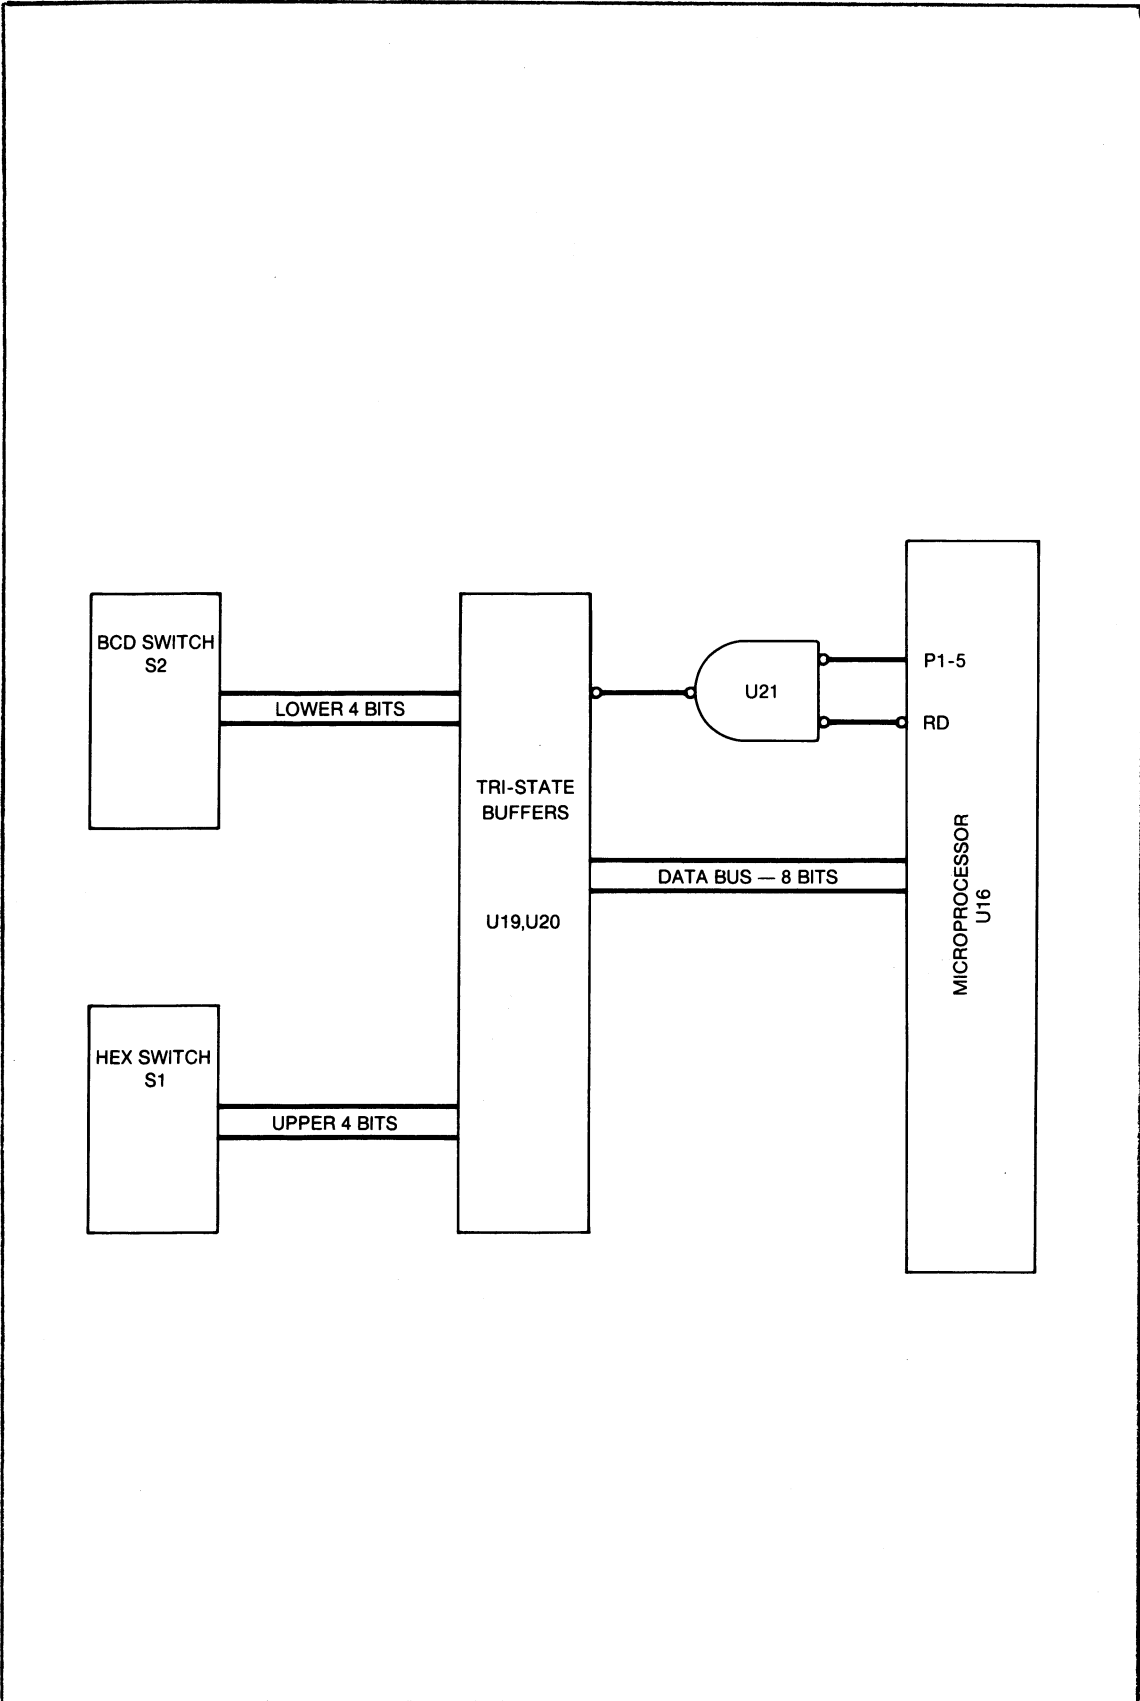 BCD SWITCH
S2
LOWER 4 BITS
TRI-STATE
BUFFERS
U19,U20
U21
P1-5
RD
DATA BUS — 8 BITS
MICROPROCESSOR
U16
HEX SWITCH
S1
UPPER 4 BITS